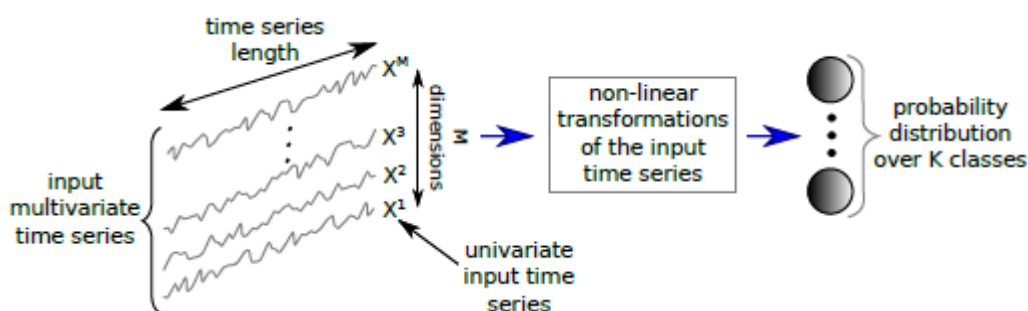 time series
length
X^M
X^3
X^2
X^1
M
dimensions
input
multivariate
time series
univariate
input time
series
non-linear
transformations
of the input
time series
probability
distribution
over K classes